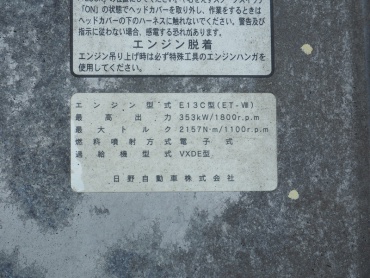 「ON」の状態でヘッドカバーを取り外し、作業をするときは
ヘッドカバーの下のハーネスに触れないでください。警告及び
指示に従わない場合、感電する恐れがあります。
エンジン脱着
エンジン吊り上げ時は必ず特殊工具のエンジンハンガを
使用してください。
エンジン型式 E13C型(ET-Ⅷ)
最高出力 353kW/1800r.p.m
最大トルク 2157N·m/1100r.p.m
燃料噴射方式 電子式
過給機型式 VXDE型
日野自動車株式会社